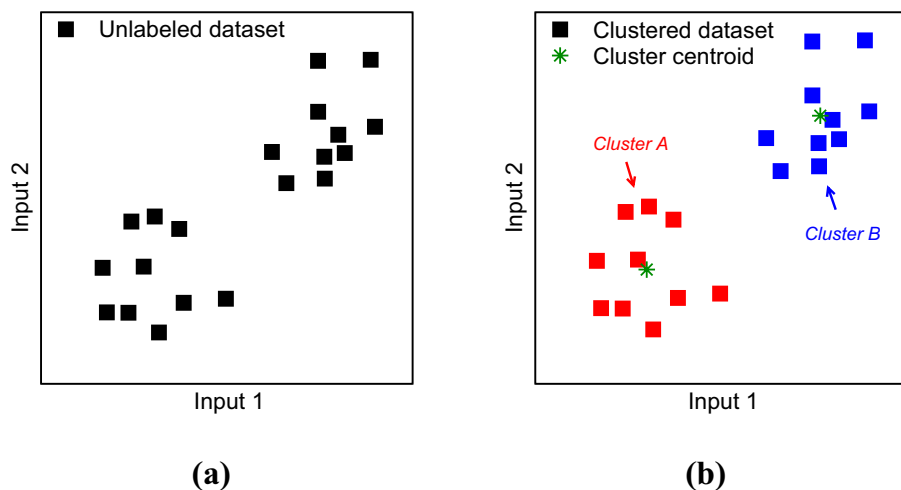 Unlabeled dataset
Input 2
Input 1
(a)
Clustered dataset
Cluster centroid
Cluster A
Cluster B
Input 2
Input 1
(b)